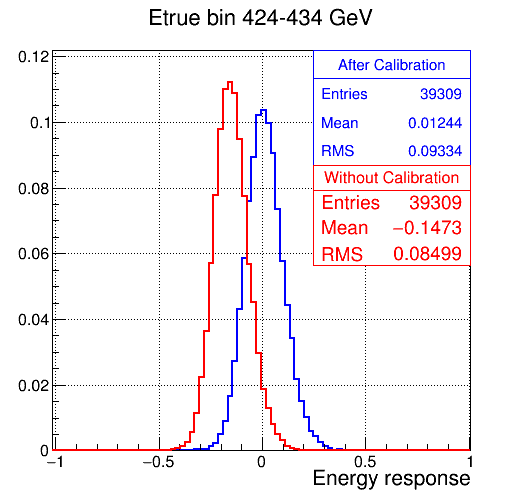 Etrue bin 424-434 GeV
0.12
0.1
0.08
0.06
0.04
0.02
0
−1
−0.5
0
0.5
1
Energy response
After Calibration
Entries 39309
Mean 0.01244
RMS 0.09334
Without Calibration
Entries 39309
Mean −0.1473
RMS 0.08499